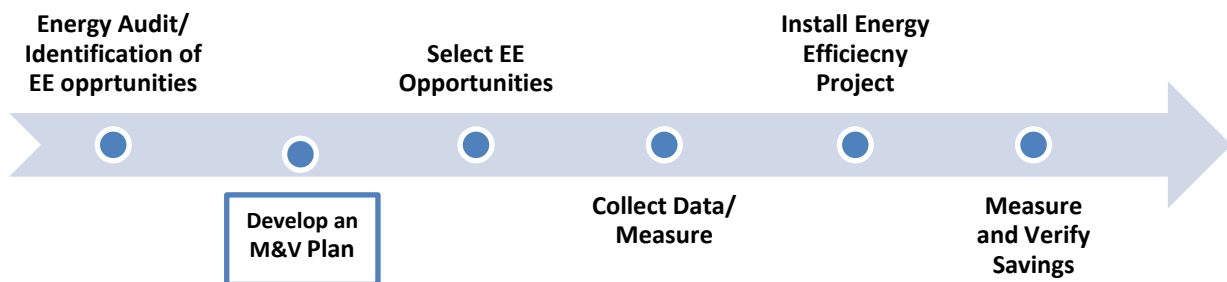 Energy Audit/
Identification of
EE opprtunities
Develop an
M&V Plan
Select EE
Opportunities
Collect Data/
Measure
Install Energy
Efficiecny
Project
Measure
and Verify
Savings